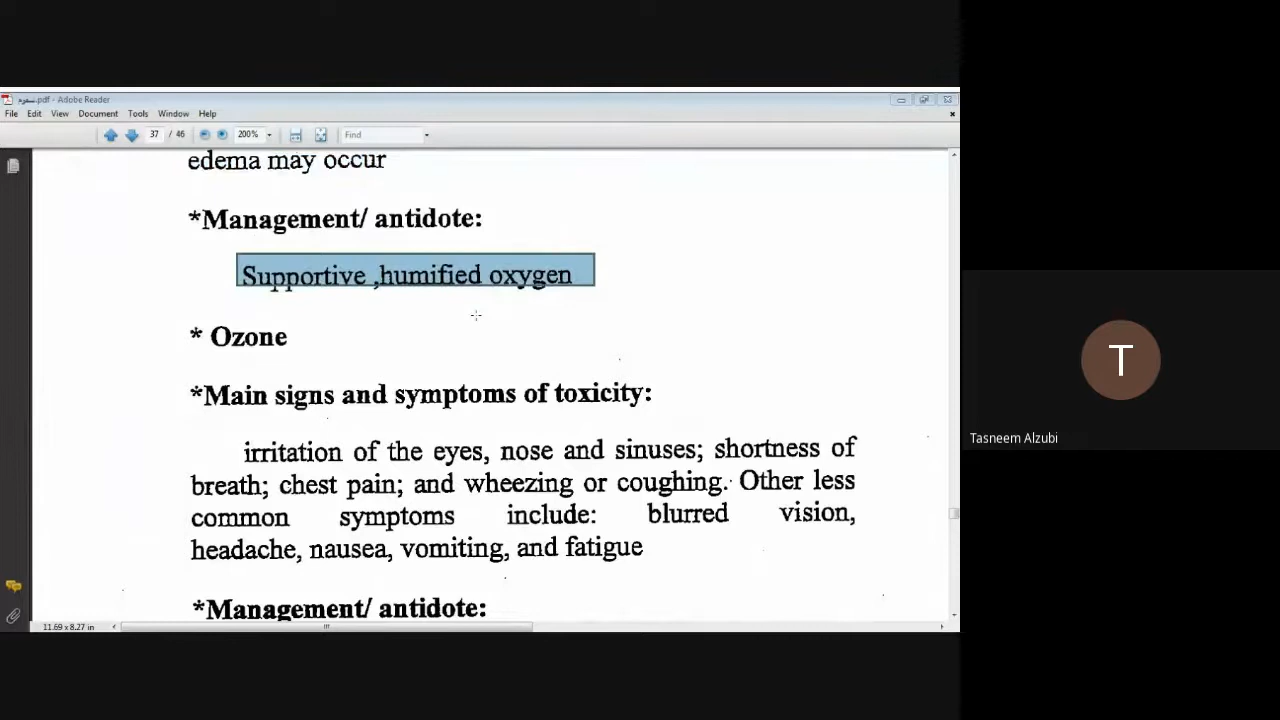 سموم.pdf - Adobe Reader
File Edit View Document Tools Window Help
37 / 46 200% Find
edema may occur
*Management/ antidote:
Supportive ,humified oxygen
* Ozone
*Main signs and symptoms of toxicity:
irritation of the eyes, nose and sinuses; shortness of
breath; chest pain; and wheezing or coughing. Other less
common symptoms include: blurred vision,
headache, nausea, vomiting, and fatigue
*Management/ antidote:
11.69 x 8.27 in
T
Tasneem Alzubi